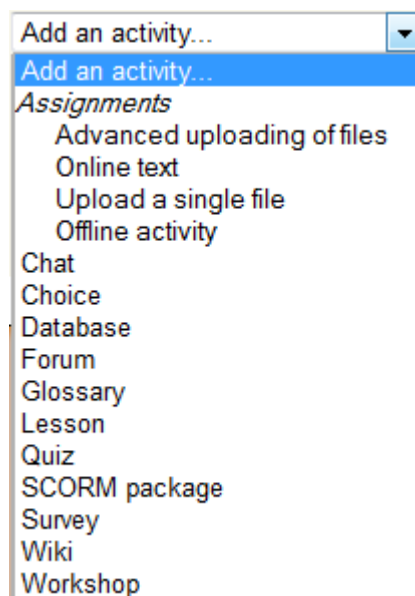 Add an activity...
Add an activity...
Assignments
Advanced uploading of files
Online text
Upload a single file
Offline activity
Chat
Choice
Database
Forum
Glossary
Lesson
Quiz
SCORM package
Survey
Wiki
Workshop